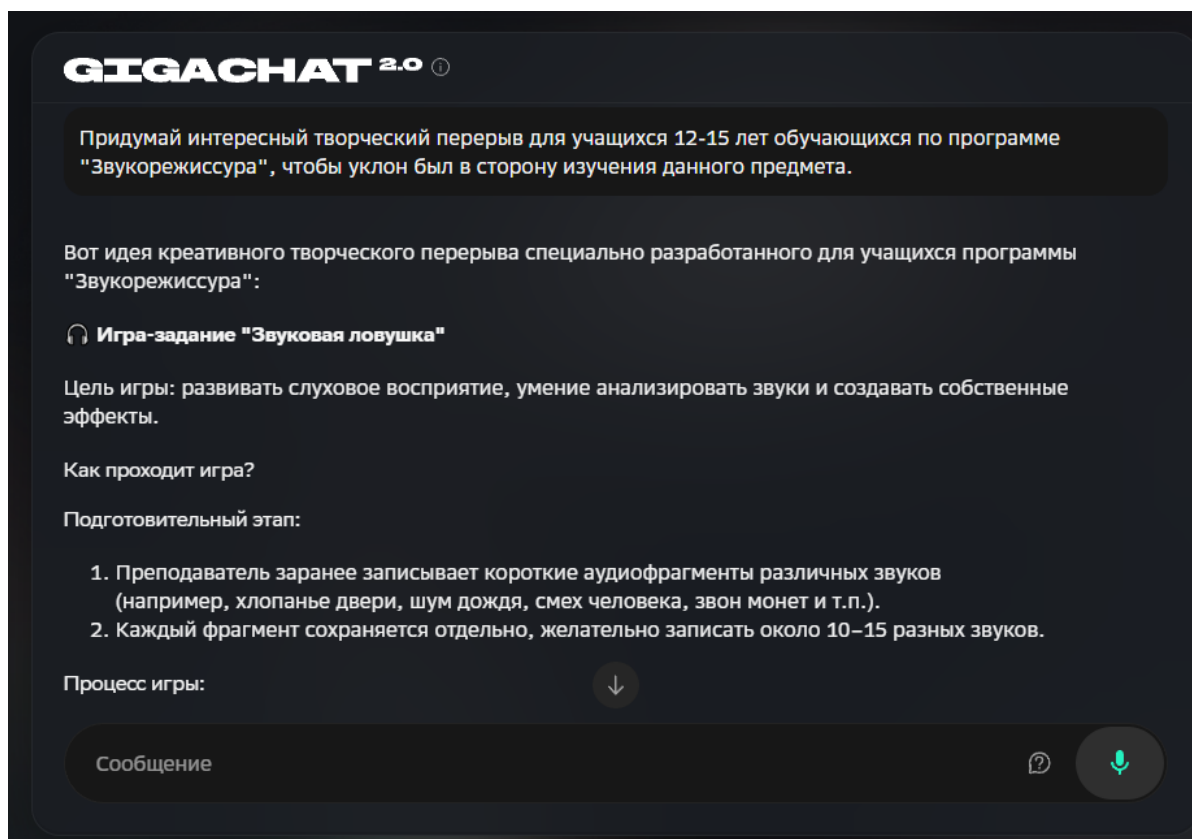 GIGACHAT 2.0
Придумай интересный творческий перерыв для учащихся 12-15 лет обучающихся по программе
"Звукорежиссура", чтобы уклон был в сторону изучения данного предмета.
Вот идея креативного творческого перерыва специально разработанного для учащихся программы
"Звукорежиссура":
Игра-задание "Звуковая ловушка"
Цель игры: развивать слуховое восприятие, умение анализировать звуки и создавать собственные
эффекты.
Как проходит игра?
Подготовительный этап:
1. Преподаватель заранее записывает короткие аудиофрагменты различных звуков
(например, хлопанье двери, шум дождя, смех человека, звон монет и т.п.).
2. Каждый фрагмент сохраняется отдельно, желательно записать около 10–15 разных звуков.
Процесс игры:
Сообщение